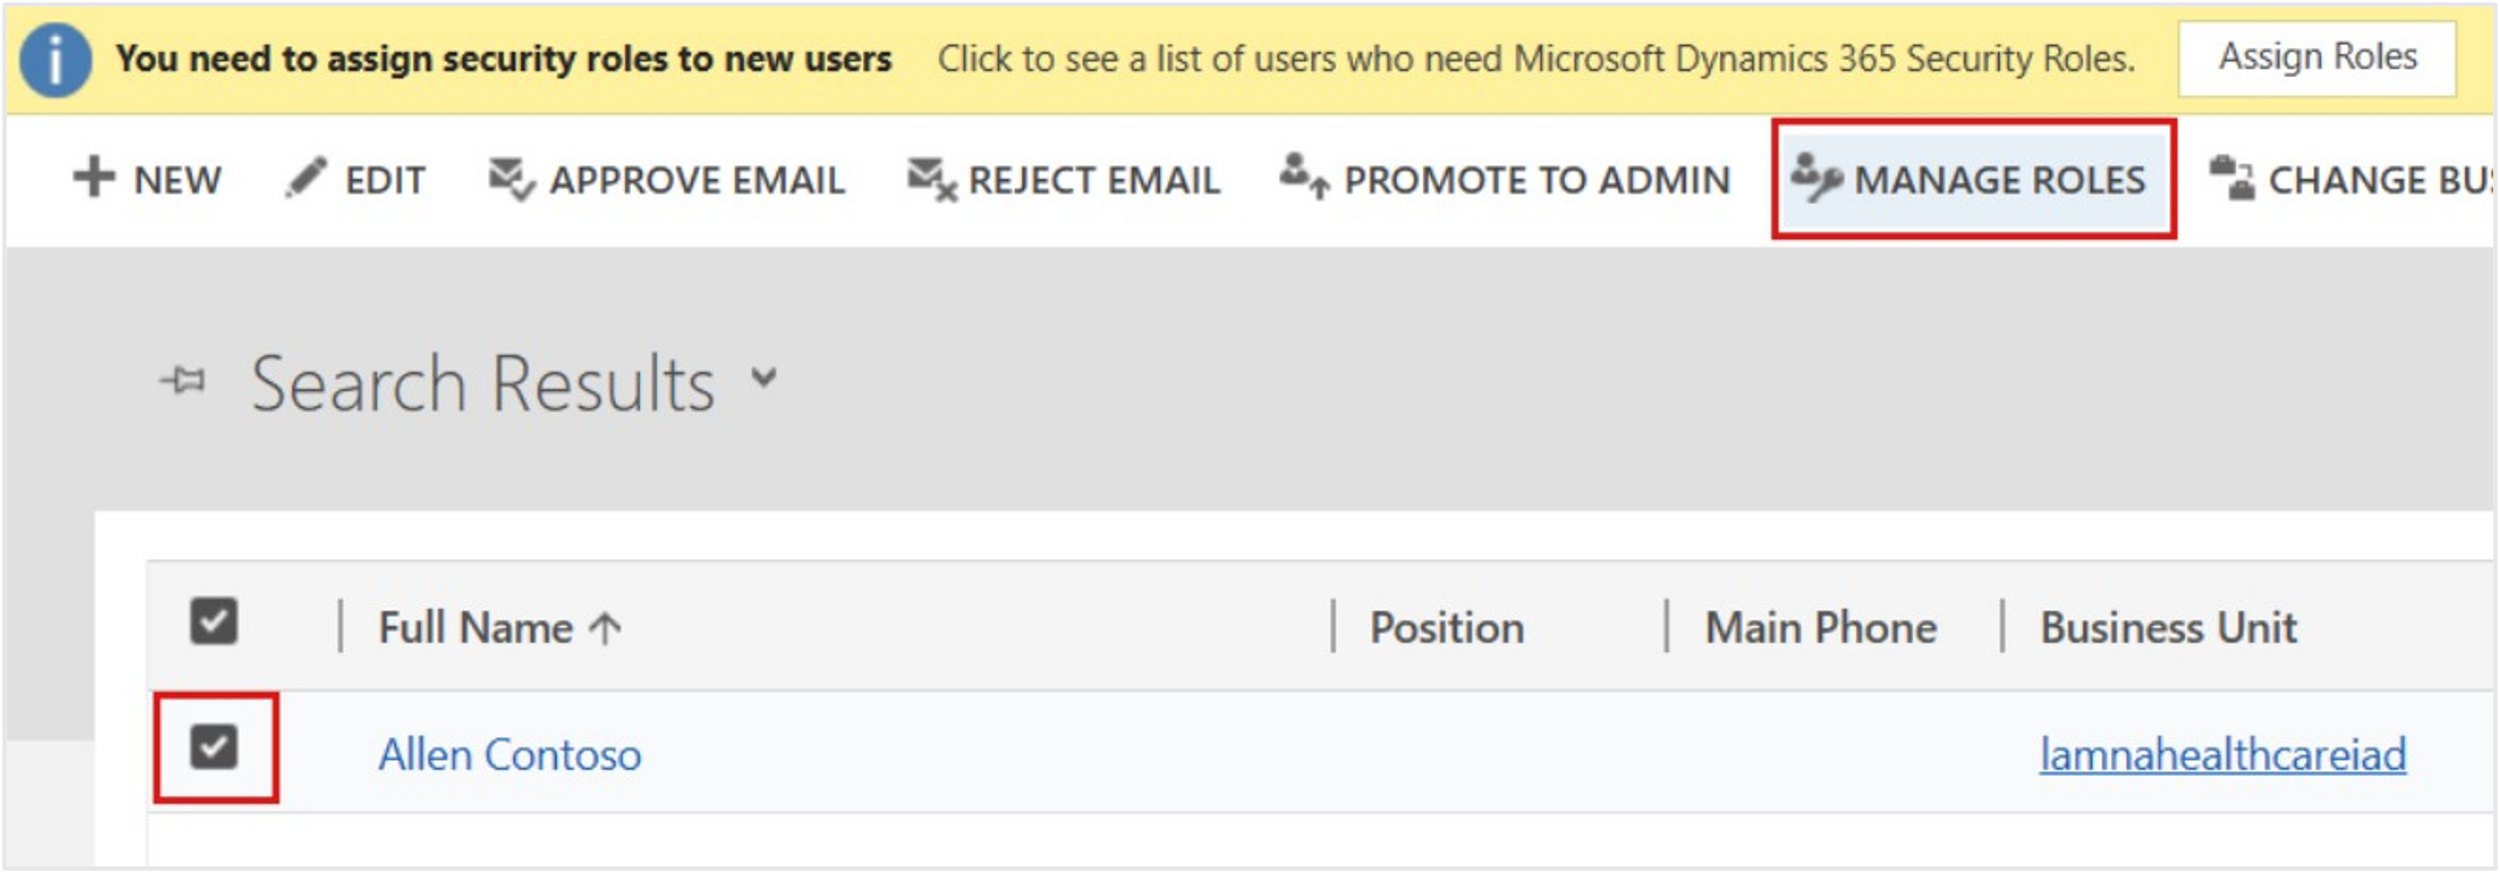 You need to assign security roles to new users Click to see a list of users who need Microsoft Dynamics 365 Security Roles. Assign Roles
NEW EDIT APPROVE EMAIL REJECT EMAIL PROMOTE TO ADMIN MANAGE ROLES CHANGE BUS
Search Results
Full Name Position Main Phone Business Unit
Allen Contoso lamnahealthcareiad